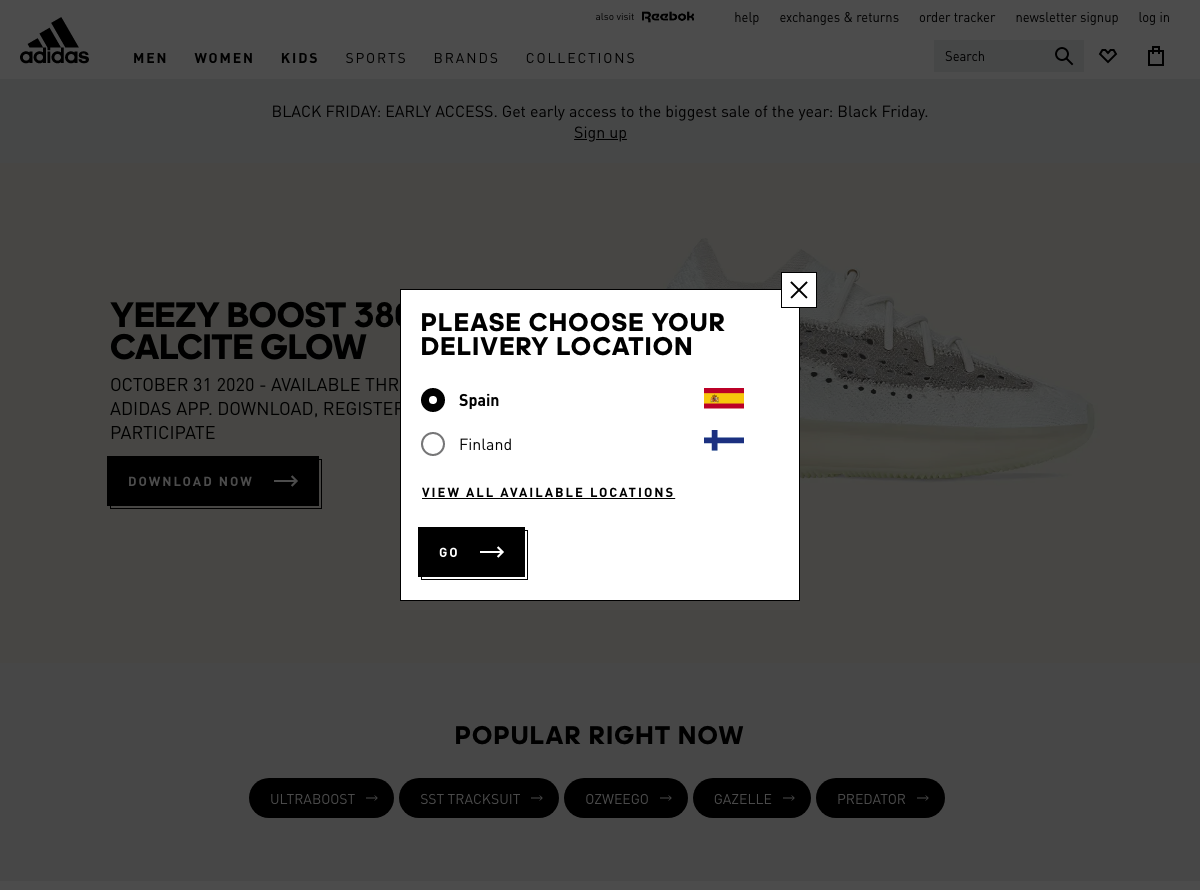 also visit Reebok
help
exchanges & returns
order tracker
newsletter signup
log in
adidas
MEN
WOMEN
KIDS
SPORTS
BRANDS
COLLECTIONS
Search
BLACK FRIDAY: EARLY ACCESS. Get early access to the biggest sale of the year: Black Friday.
Sign up
YEEZY BOOST
CALCITE GLOW
OCTOBER 31 2020 - AVAILABLE
ADIDAS APP. DOWNLOAD,
PARTICIPATE
DOWNLOAD NOW
PLEASE CHOOSE YOUR
DELIVERY LOCATION
Spain
Finland
VIEW ALL AVAILABLE LOCATIONS
GO
POPULAR RIGHT NOW
ULTRABOOST
SST TRACKSUIT
OZWEEGO
GAZELLE
PREDATOR